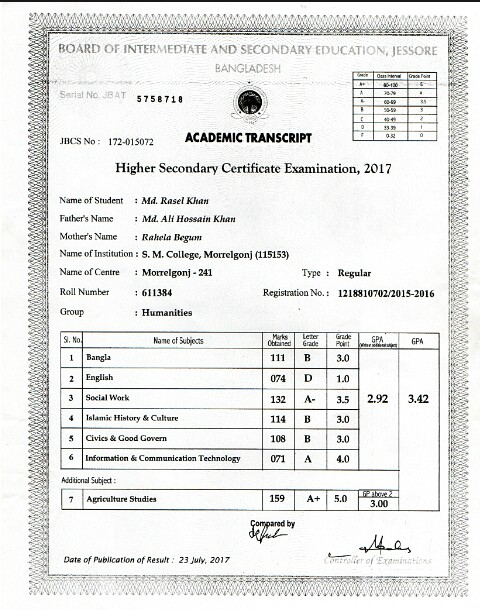 BOARD OF INTERMEDIATE AND SECONDARY EDUCATION, JESSORE
BANGLADESH
Serial No. JBAT 5758718
Grade Class Interval Grade Point
A+ 80-100 5
A 70-79 4
A- 60-69 3.5
B 50-59 3
C 40-49 2
D 33-39 1
F 0-32 0
JBCS No : 172-015072
ACADEMIC TRANSCRIPT
Higher Secondary Certificate Examination, 2017
Name of Student : Md. Rasel Khan
Father's Name : Md. Ali Hossain Khan
Mother's Name : Rahela Begum
Name of Institution : S. M. College, Morrelgonj (115153)
Name of Centre : Morrelgonj - 241 Type : Regular
Roll Number : 611384 Registration No. : 1218810702/2015-2016
Group : Humanities
Sl. No. Name of Subjects Marks Obtained Letter Grade Grade Point GPA (Without additional subject) GPA
1 Bangla 111 B 3.0
2 English 074 D 1.0
3 Social Work 132 A- 3.5 2.92 3.42
4 Islamic History & Culture 114 B 3.0
5 Civics & Good Govern 108 B 3.0
6 Information & Communication Technology 071 A 4.0
Additional Subject :
7 Agriculture Studies 159 A+ 5.0 GP above 2 3.00
Compared by
Date of Publication of Result : 23 July, 2017
Controller of Examinations